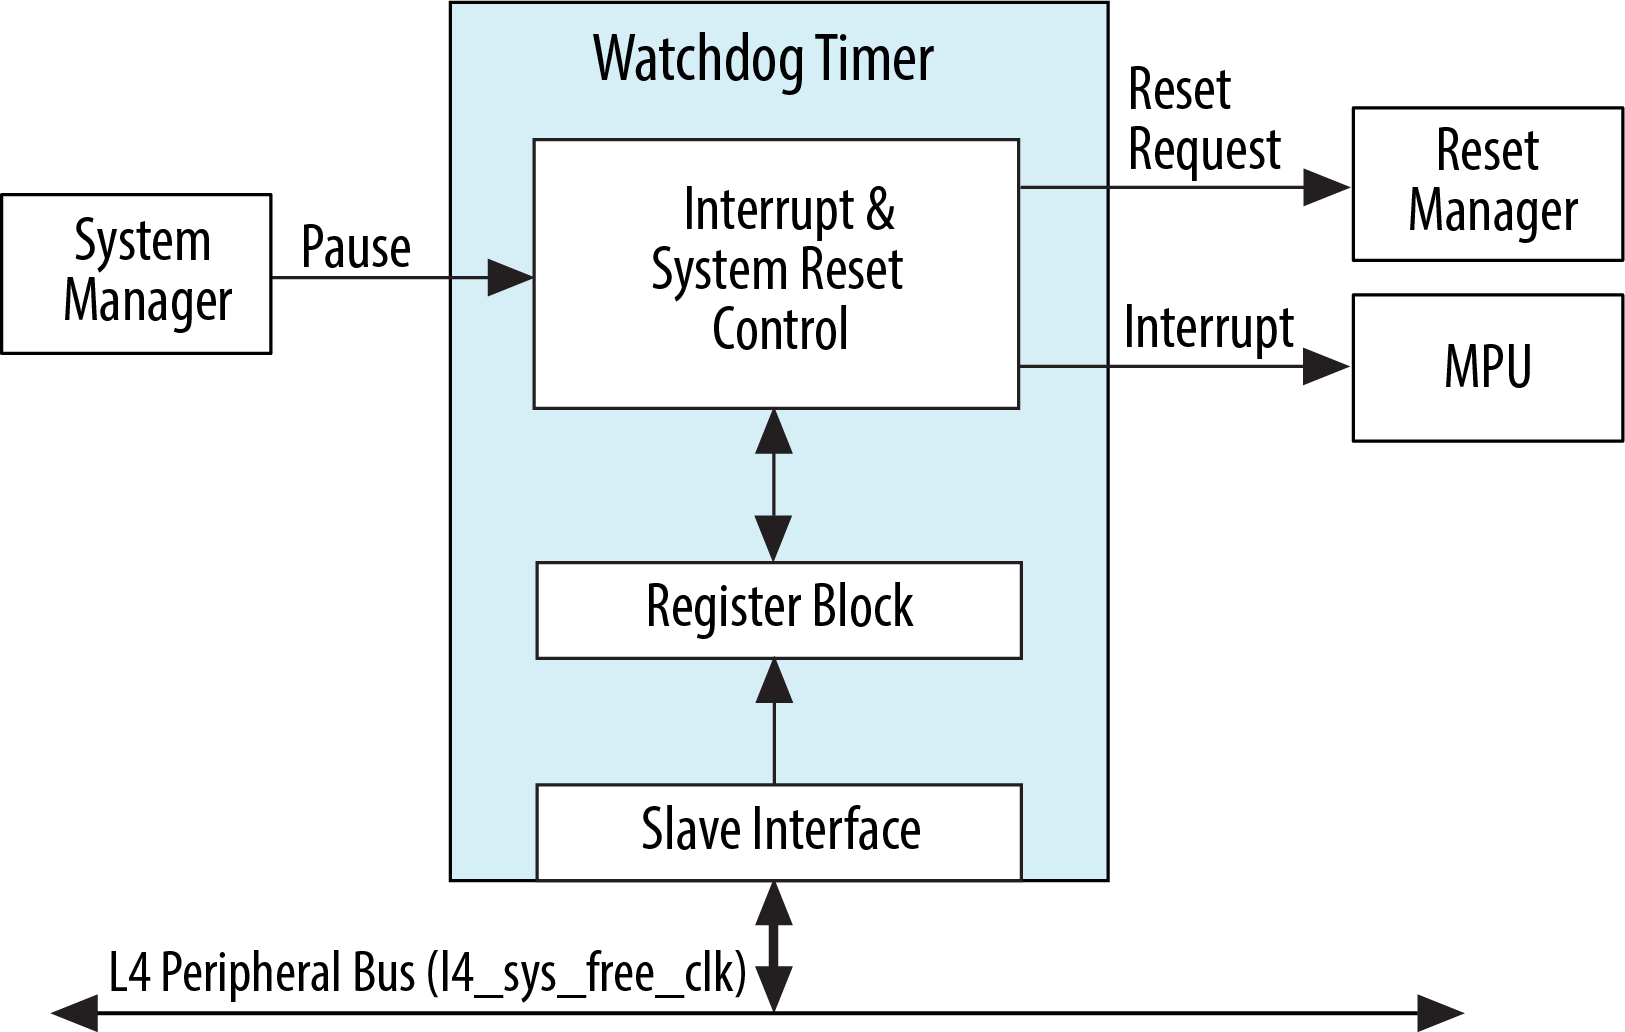 Watchdog Timer
Reset
Request
Reset
Manager
System
Manager
Pause
Interrupt &
System Reset
Control
Interrupt
MPU
Register Block
Slave Interface
L4 Peripheral Bus (l4_sys_free_clk)